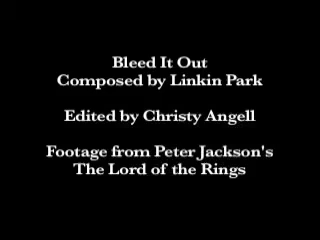 Bleed It Out
Composed by Linkin Park
Edited by Christy Angell
Footage from Peter Jackson's
The Lord of the Rings